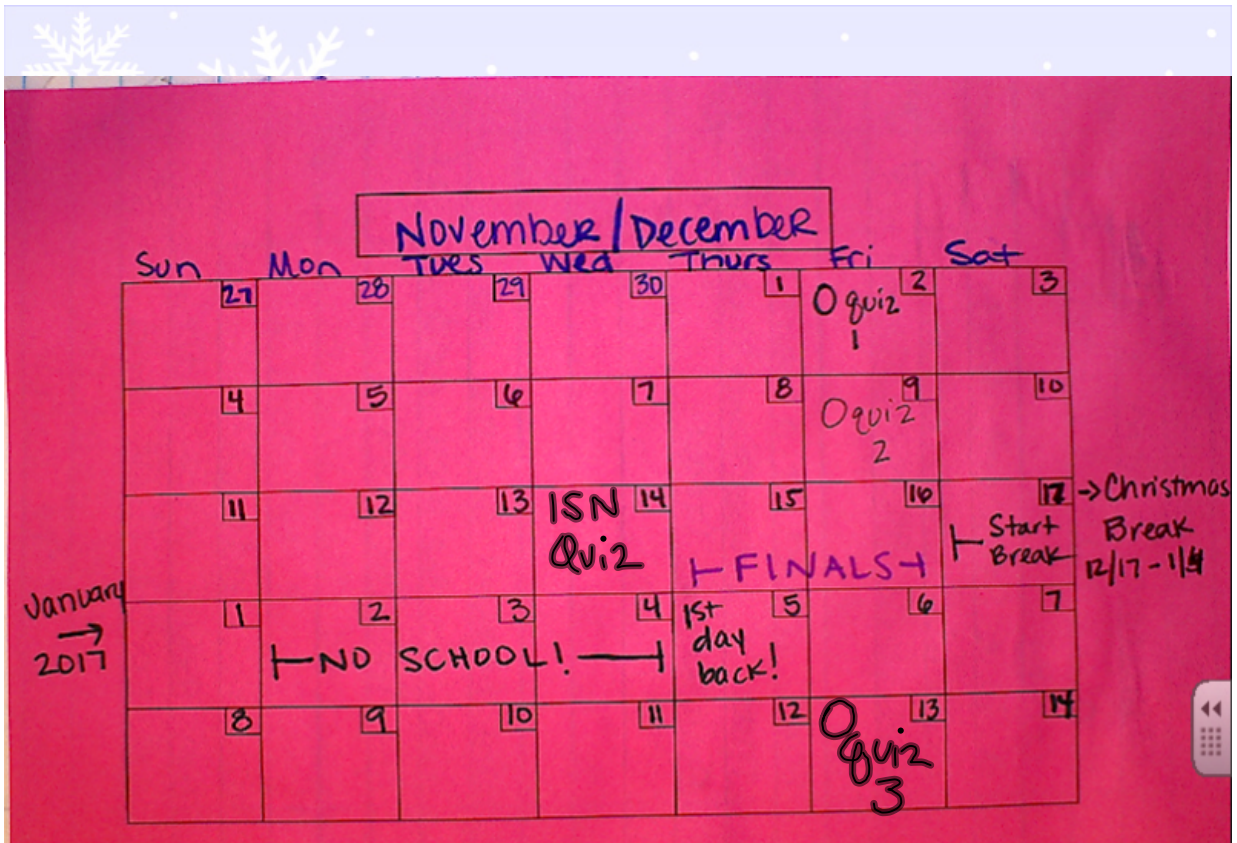 November/December
Sun Mon Tues Wed Thurs Fri Sat
27 28 29 30 1 2 3
O quiz
1
4 5 6 7 8 9 10
O quiz
2
11 12 13 14 15 16 17
ISN
Quiz
⊢FINALS⊣
⊢ Start
Break
→ Christmas
Break
12/17 - 1/4
January
→
2017
1 2 3 4 5 6 7
⊢NO SCHOOL! —⊣
1st
day
back!
8 9 10 11 12 13 14
O
quiz
3